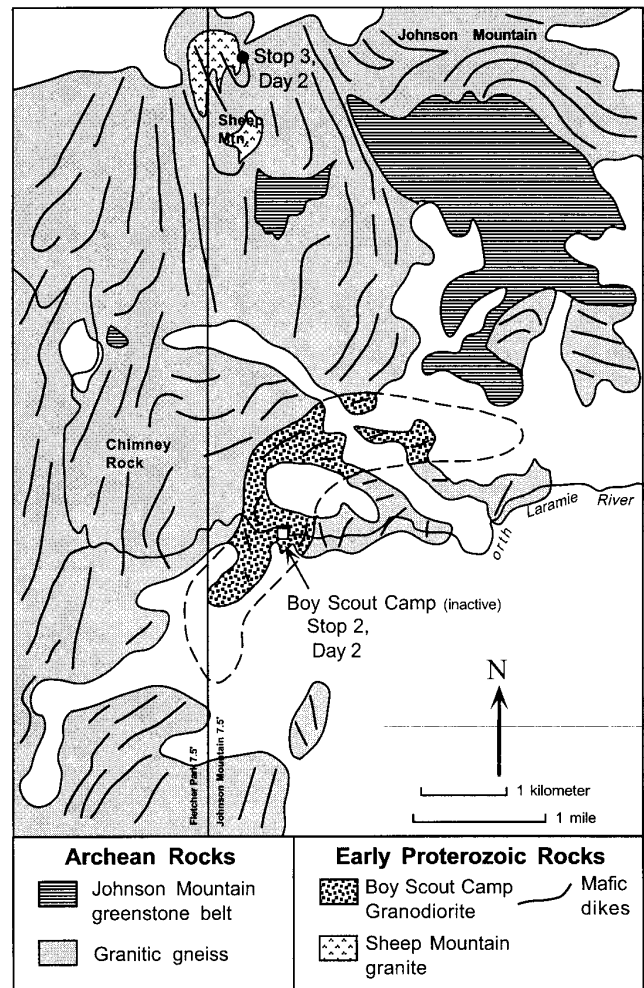 Johnson Mountain
Stop 3,
Day 2
Sheep
Mtn.
Chimney
Rock
orth Laramie River
Boy Scout Camp (inactive)
Stop 2,
Day 2
N
Fletcher Park 7.5'
Johnson Mountain 7.5'
1 kilometer
1 mile
Archean Rocks
Johnson Mountain
greenstone belt
Granitic gneiss
Early Proterozoic Rocks
Boy Scout Camp
Granodiorite
Mafic
dikes
Sheep Mountain
granite